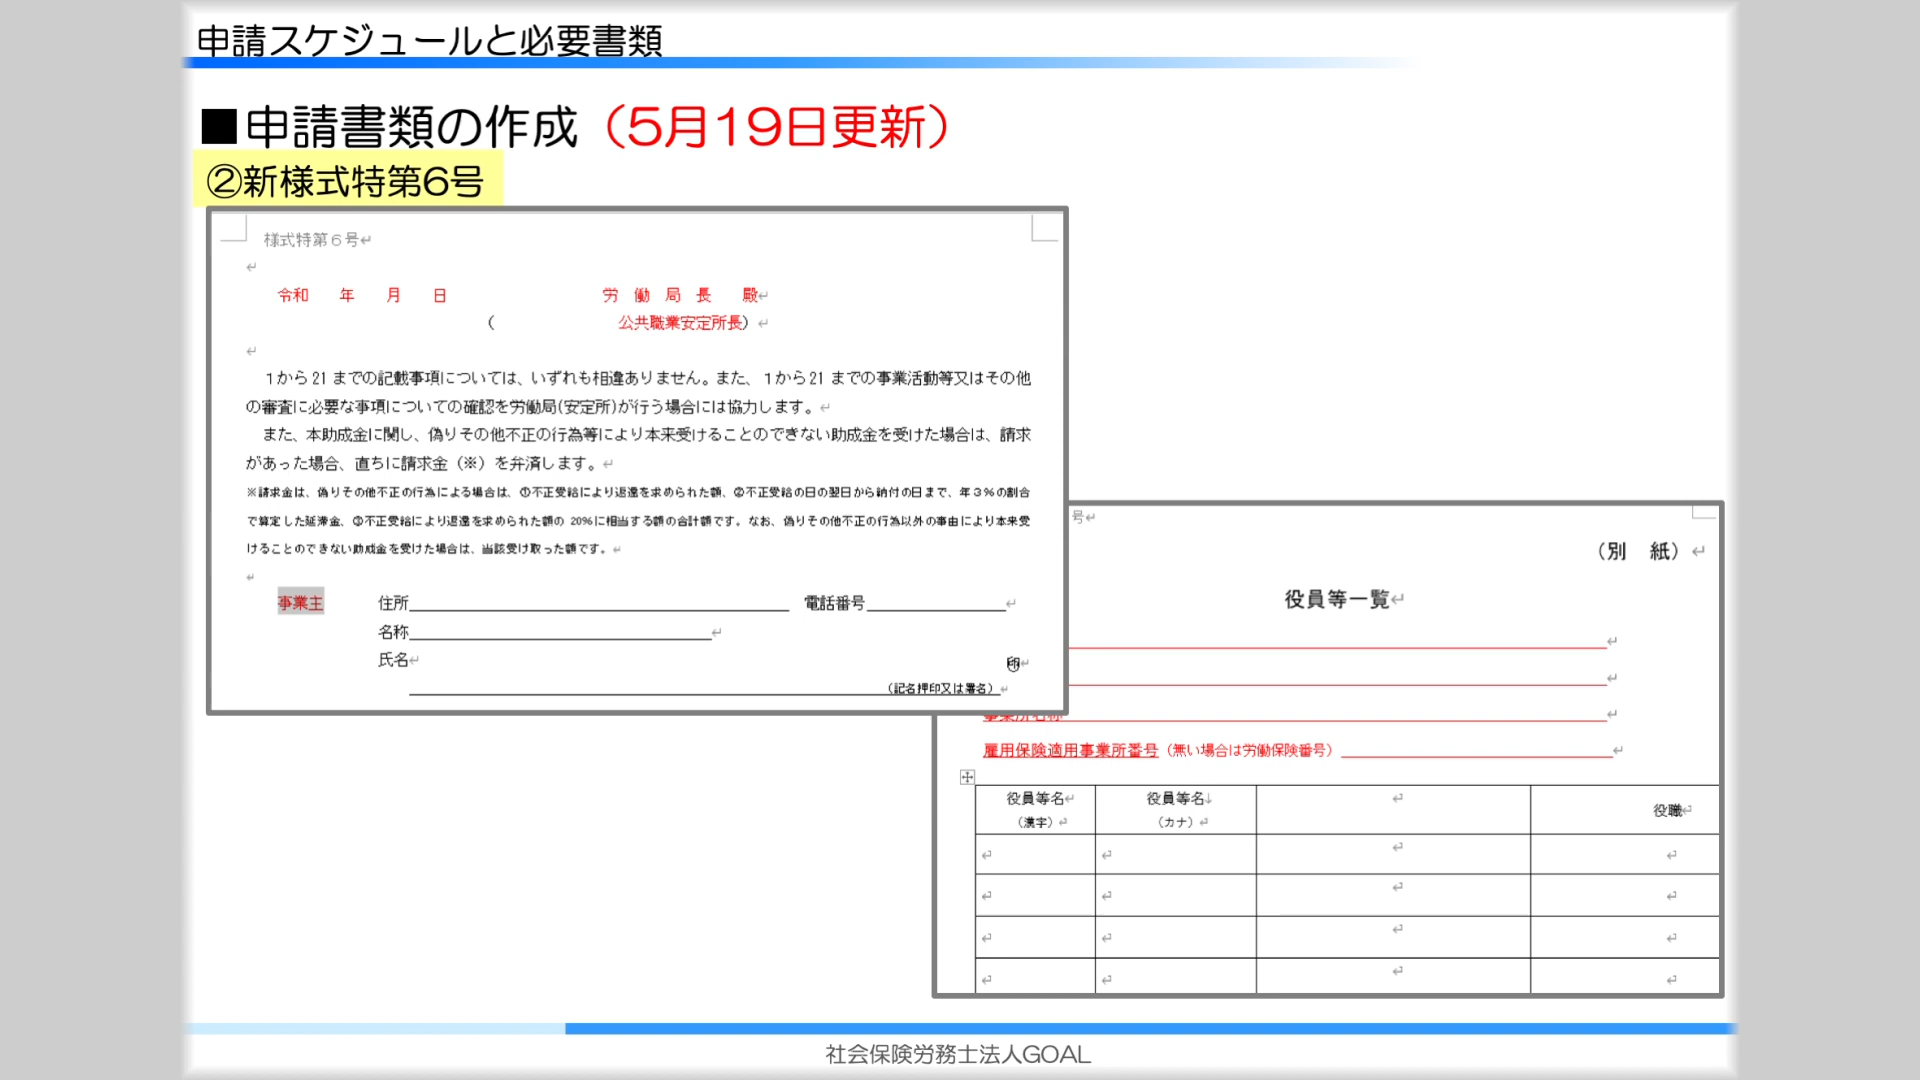 申請スケジュールと必要書類
■申請書類の作成（5月19日更新）
②新様式特第6号
様式特第６号↵
↵
令和　　年　　月　　日　　　　　　　　　　労　働　局　長　　殿↵
（　　　　　　　　公共職業安定所長）↵
↵
１から21 までの記載事項については、いずれも相違ありません。また、１から21 までの事業活動等又はその他
の審査に必要な事項についての確認を労働局(安定所)が行う場合には協力します。↵
また、本助成金に関し、偽りその他不正の行為等により本来受けることのできない助成金を受けた場合は、請求
があった場合、直ちに請求金（※）を弁済します。↵
※請求金は、偽りその他不正の行為による場合は、①不正受給により返還を求められた額、②不正受給の日の翌日から納付の日まで、年３％の割合
で算定した延滞金、③不正受給により返還を求められた額の 20%に相当する額の合計額です。なお、偽りその他不正の行為以外の事由により本来受
けることのできない助成金を受けた場合は、当該受け取った額です。↵
↵
事業主　　住所　　電話番号↵
名称↵
氏名↵　　印↵
（記名押印又は署名）↵
号↵
（別　紙）↵
役員等一覧↵
↵
↵
事業所名称↵
雇用保険適用事業所番号（無い場合は労働保険番号）↵
役員等名↵　役員等名↓　↵　役職↵
（漢字）↵　（カナ）↵
↵　↵　↵　↵
↵　↵　↵　↵
↵　↵　↵　↵
↵　↵　↵　↵
社会保険労務士法人GOAL